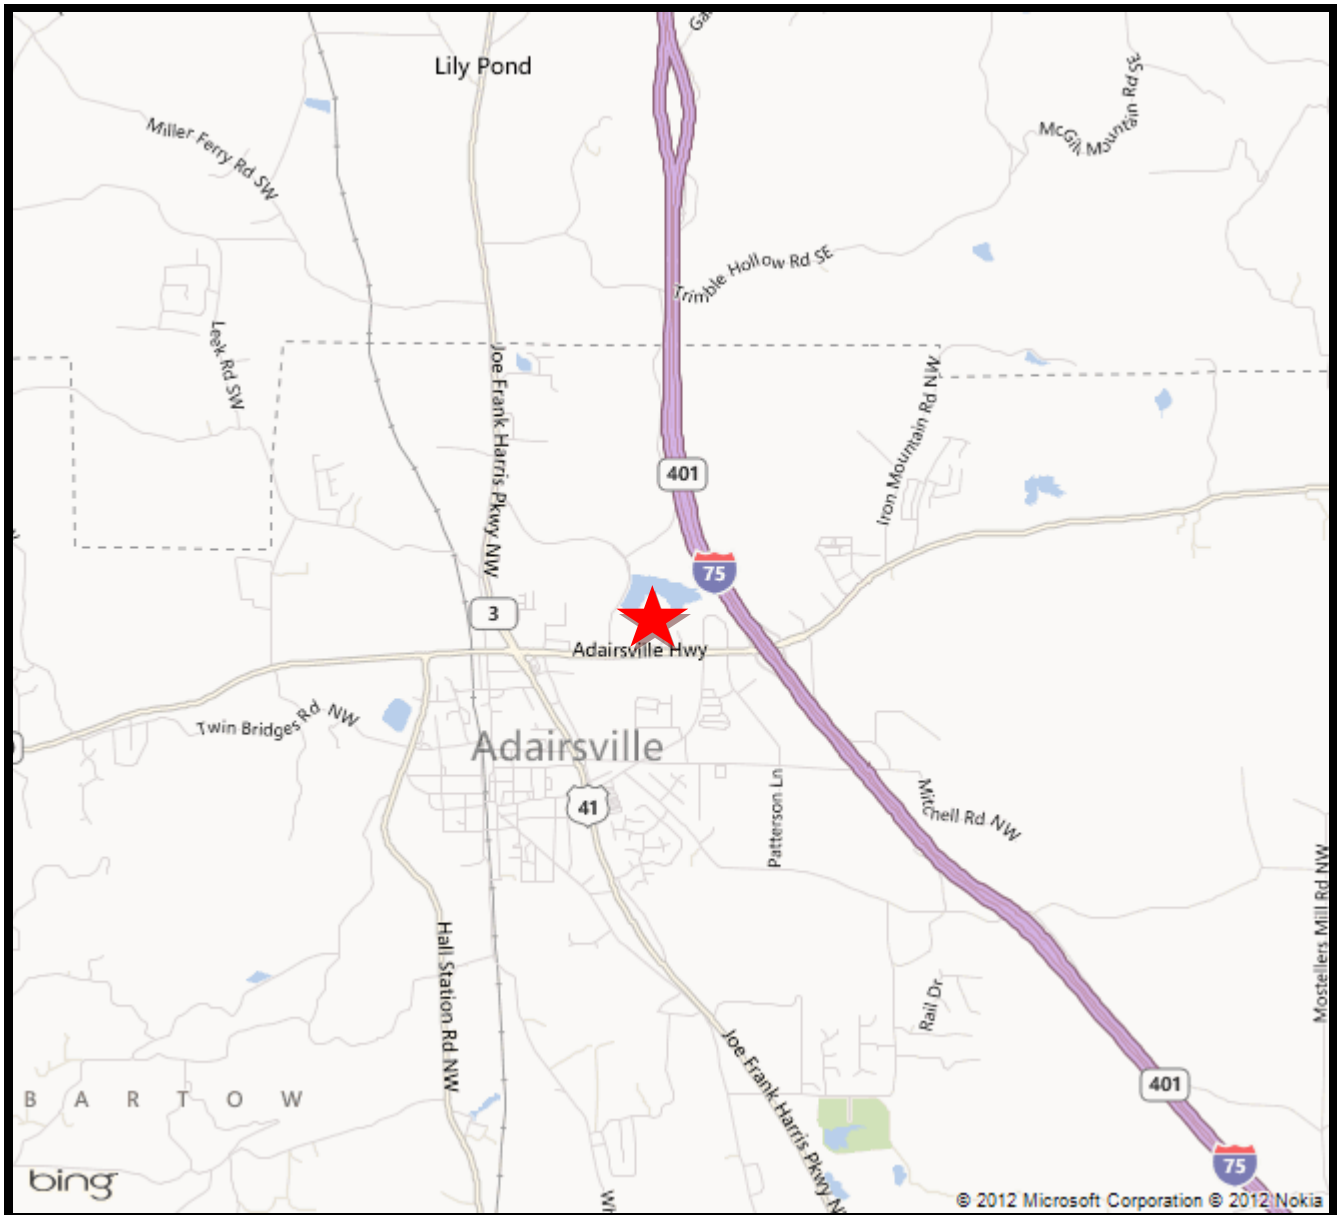 Ga
Lily Pond
McGill Mountain Rd SE
Miller Ferry Rd SW
Trimble Hollow Rd SE
Leek Rd SW
Joe Frank Harris Pkwy NW
Iron Mountain Rd NW
401
75
3
Adairsville Hwy
Twin Bridges Rd NW
Adairsville
41
Patterson Ln
Mitchell Rd NW
Mostellers Mill Rd NW
Hall Station Rd NW
Rail Dr
Joe Frank Harris Pkwy N
401
BARTOW
75
bing
Wh
© 2012 Microsoft Corporation © 2012 Nokia